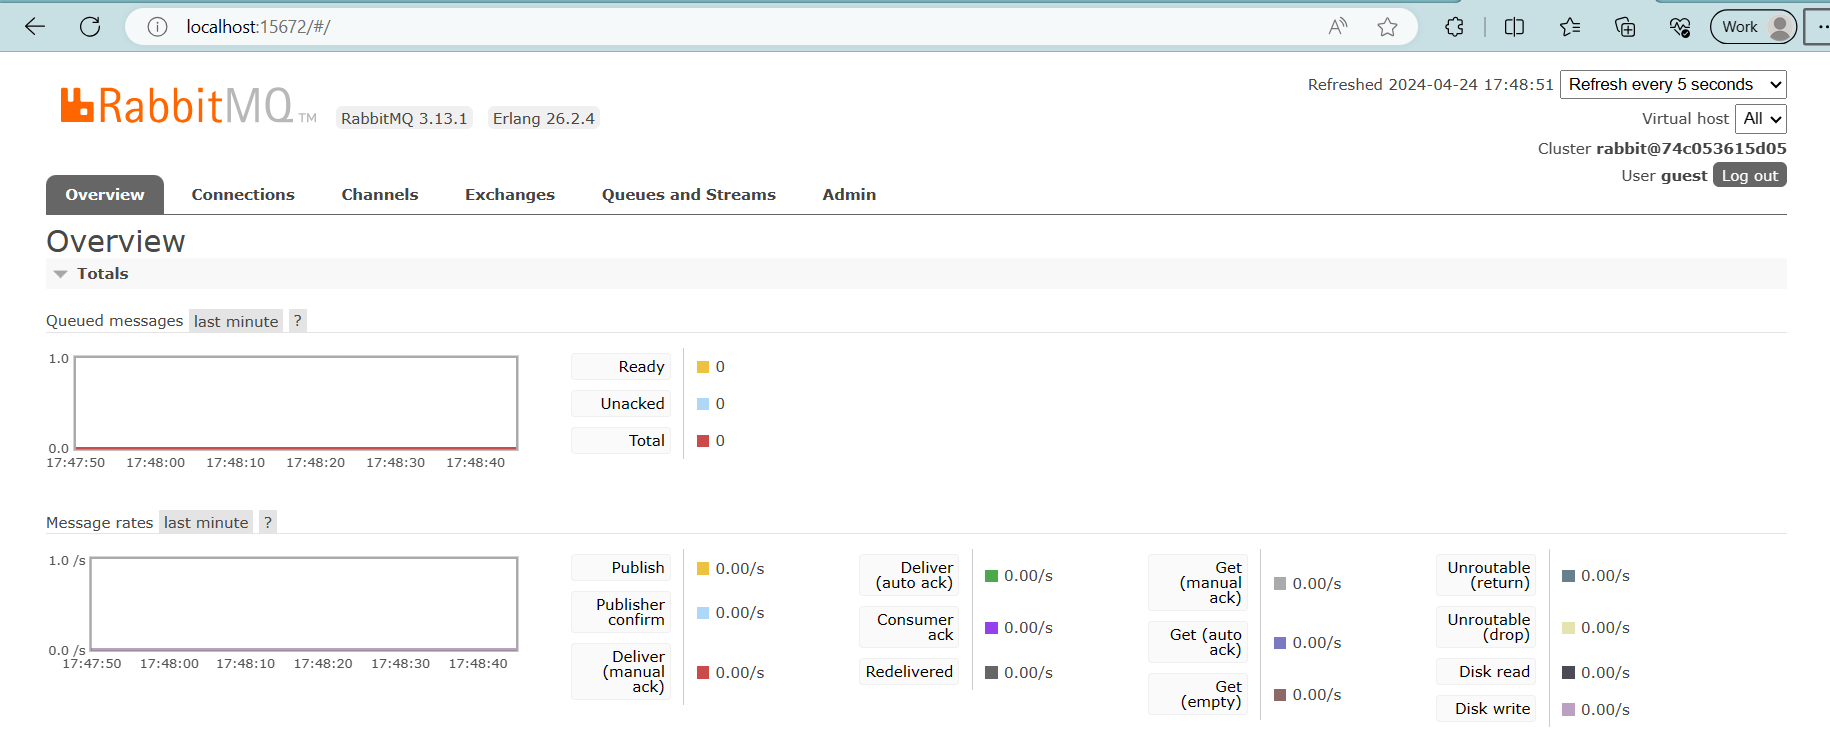 localhost:15672/#/
Work
RabbitMQ TM
RabbitMQ 3.13.1 Erlang 26.2.4
Refreshed 2024-04-24 17:48:51 Refresh every 5 seconds
Virtual host All
Cluster rabbit@74c053615d05
User guest Log out
Overview Connections Channels Exchanges Queues and Streams Admin
Overview
Totals
Queued messages last minute ?
1.0
0.0
17:47:50 17:48:00 17:48:10 17:48:20 17:48:30 17:48:40
Ready 0
Unacked 0
Total 0
Message rates last minute ?
1.0 /s
0.0 /s
17:47:50 17:48:00 17:48:10 17:48:20 17:48:30 17:48:40
Publish 0.00/s
Publisher
confirm 0.00/s
Deliver
(manual
ack) 0.00/s
Deliver
(auto ack) 0.00/s
Consumer
ack 0.00/s
Redelivered 0.00/s
Get
(manual
ack) 0.00/s
Get (auto
ack) 0.00/s
Get
(empty) 0.00/s
Unroutable
(return) 0.00/s
Unroutable
(drop) 0.00/s
Disk read 0.00/s
Disk write 0.00/s